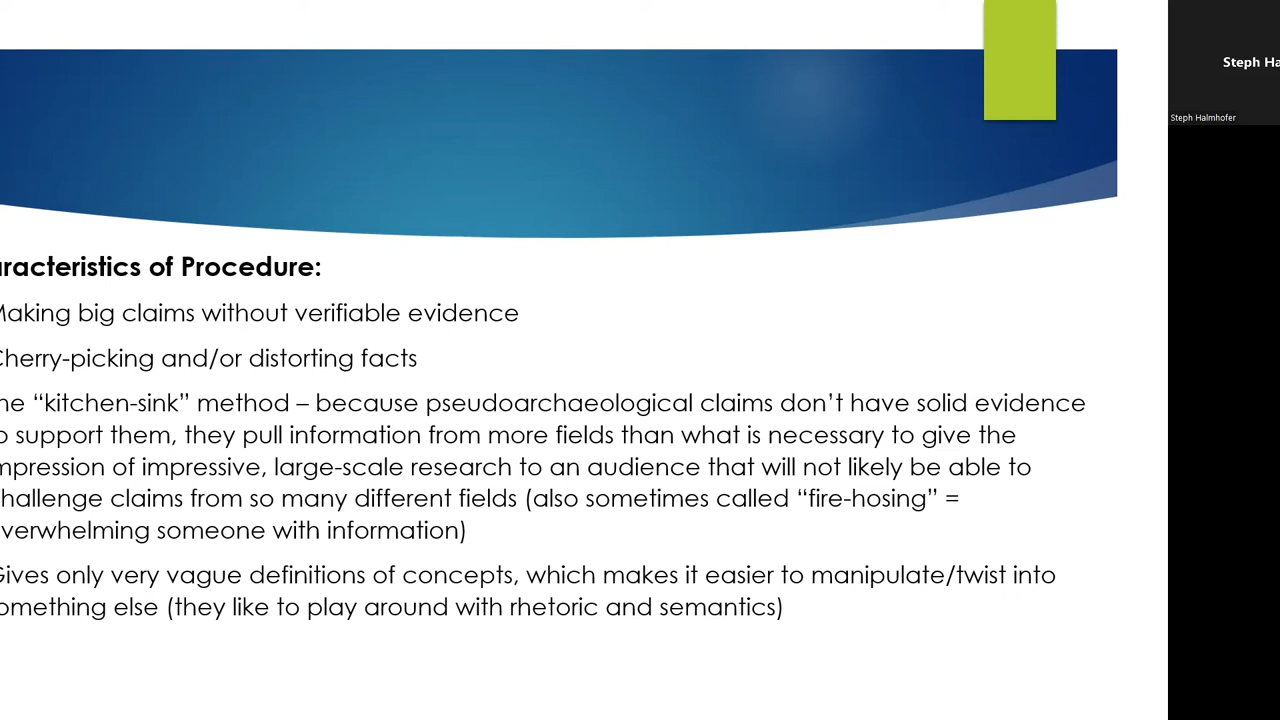 aracteristics of Procedure:
Making big claims without verifiable evidence
Cherry-picking and/or distorting facts
he “kitchen-sink” method – because pseudoarchaeological claims don’t have solid evidence
o support them, they pull information from more fields than what is necessary to give the
mpression of impressive, large-scale research to an audience that will not likely be able to
hallenge claims from so many different fields (also sometimes called “fire-hosing” =
verwhelming someone with information)
Gives only very vague definitions of concepts, which makes it easier to manipulate/twist into
omething else (they like to play around with rhetoric and semantics)
Steph Ha
Steph Halmhofer